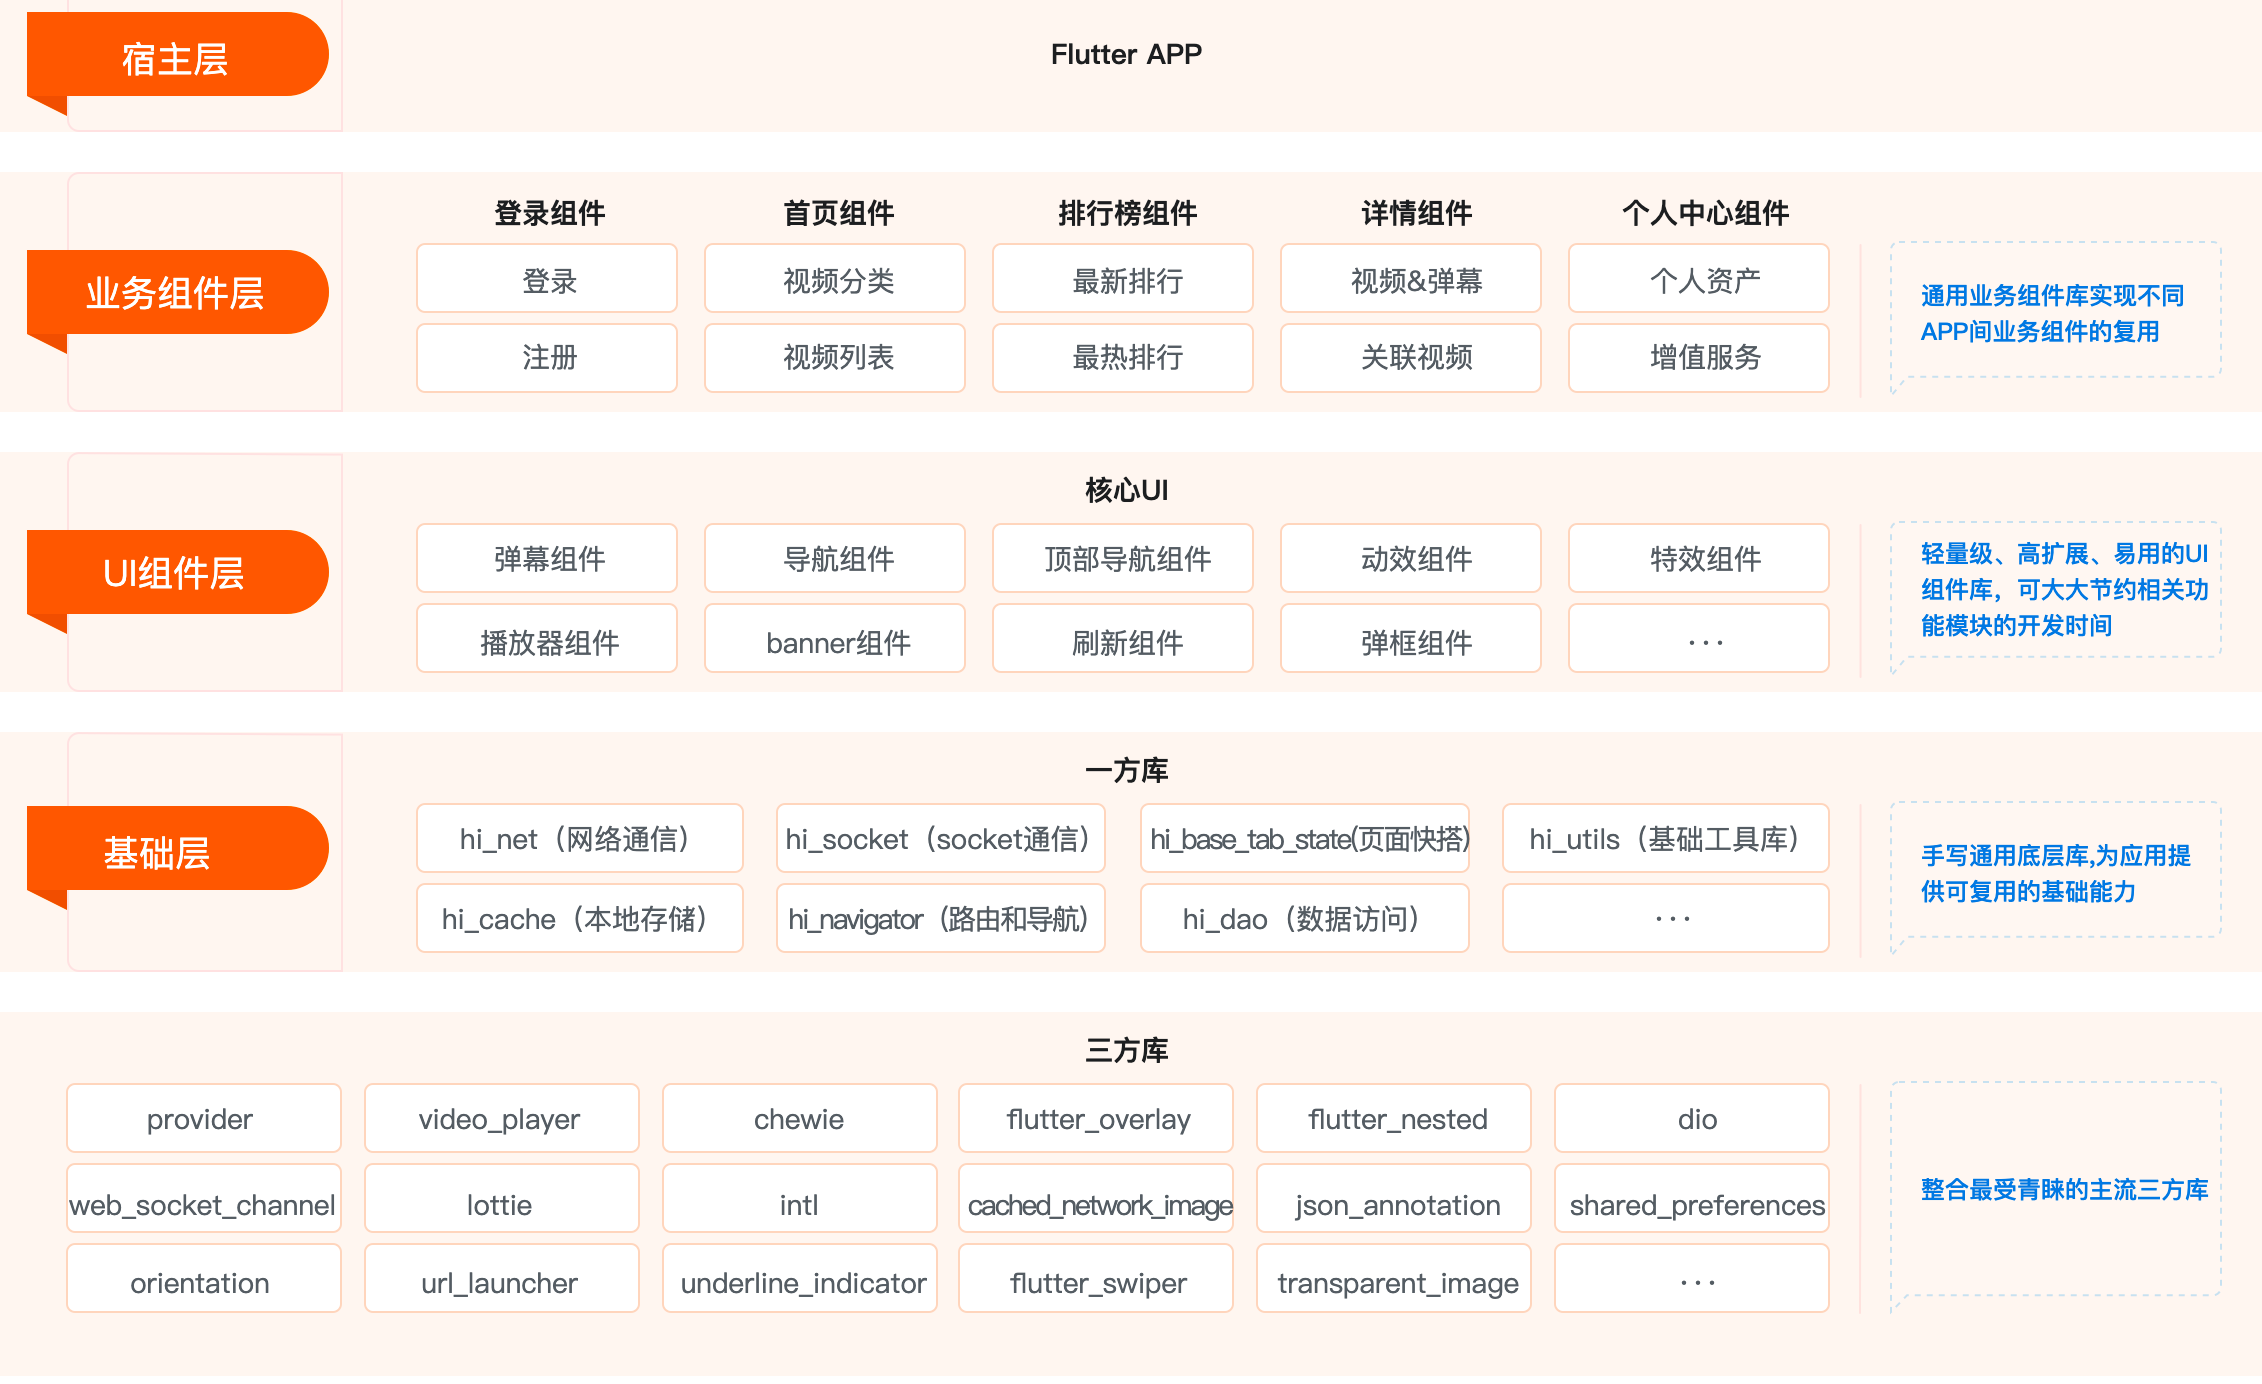 宿主层
Flutter APP
业务组件层
登录组件
首页组件
排行榜组件
详情组件
个人中心组件
登录
视频分类
最新排行
视频&弹幕
个人资产
注册
视频列表
最热排行
关联视频
增值服务
通用业务组件库实现不同
APP间业务组件的复用
UI组件层
核心UI
弹幕组件
导航组件
顶部导航组件
动效组件
特效组件
播放器组件
banner组件
刷新组件
弹框组件
···
轻量级、高扩展、易用的UI
组件库，可大大节约相关功
能模块的开发时间
基础层
一方库
hi_net（网络通信）
hi_socket（socket通信）
hi_base_tab_state(页面快搭)
hi_utils（基础工具库）
hi_cache（本地存储）
hi_navigator（路由和导航）
hi_dao（数据访问）
···
手写通用底层库,为应用提
供可复用的基础能力
三方库
provider
video_player
chewie
flutter_overlay
flutter_nested
dio
web_socket_channel
lottie
intl
cached_network_image
json_annotation
shared_preferences
orientation
url_launcher
underline_indicator
flutter_swiper
transparent_image
···
整合最受青睐的主流三方库